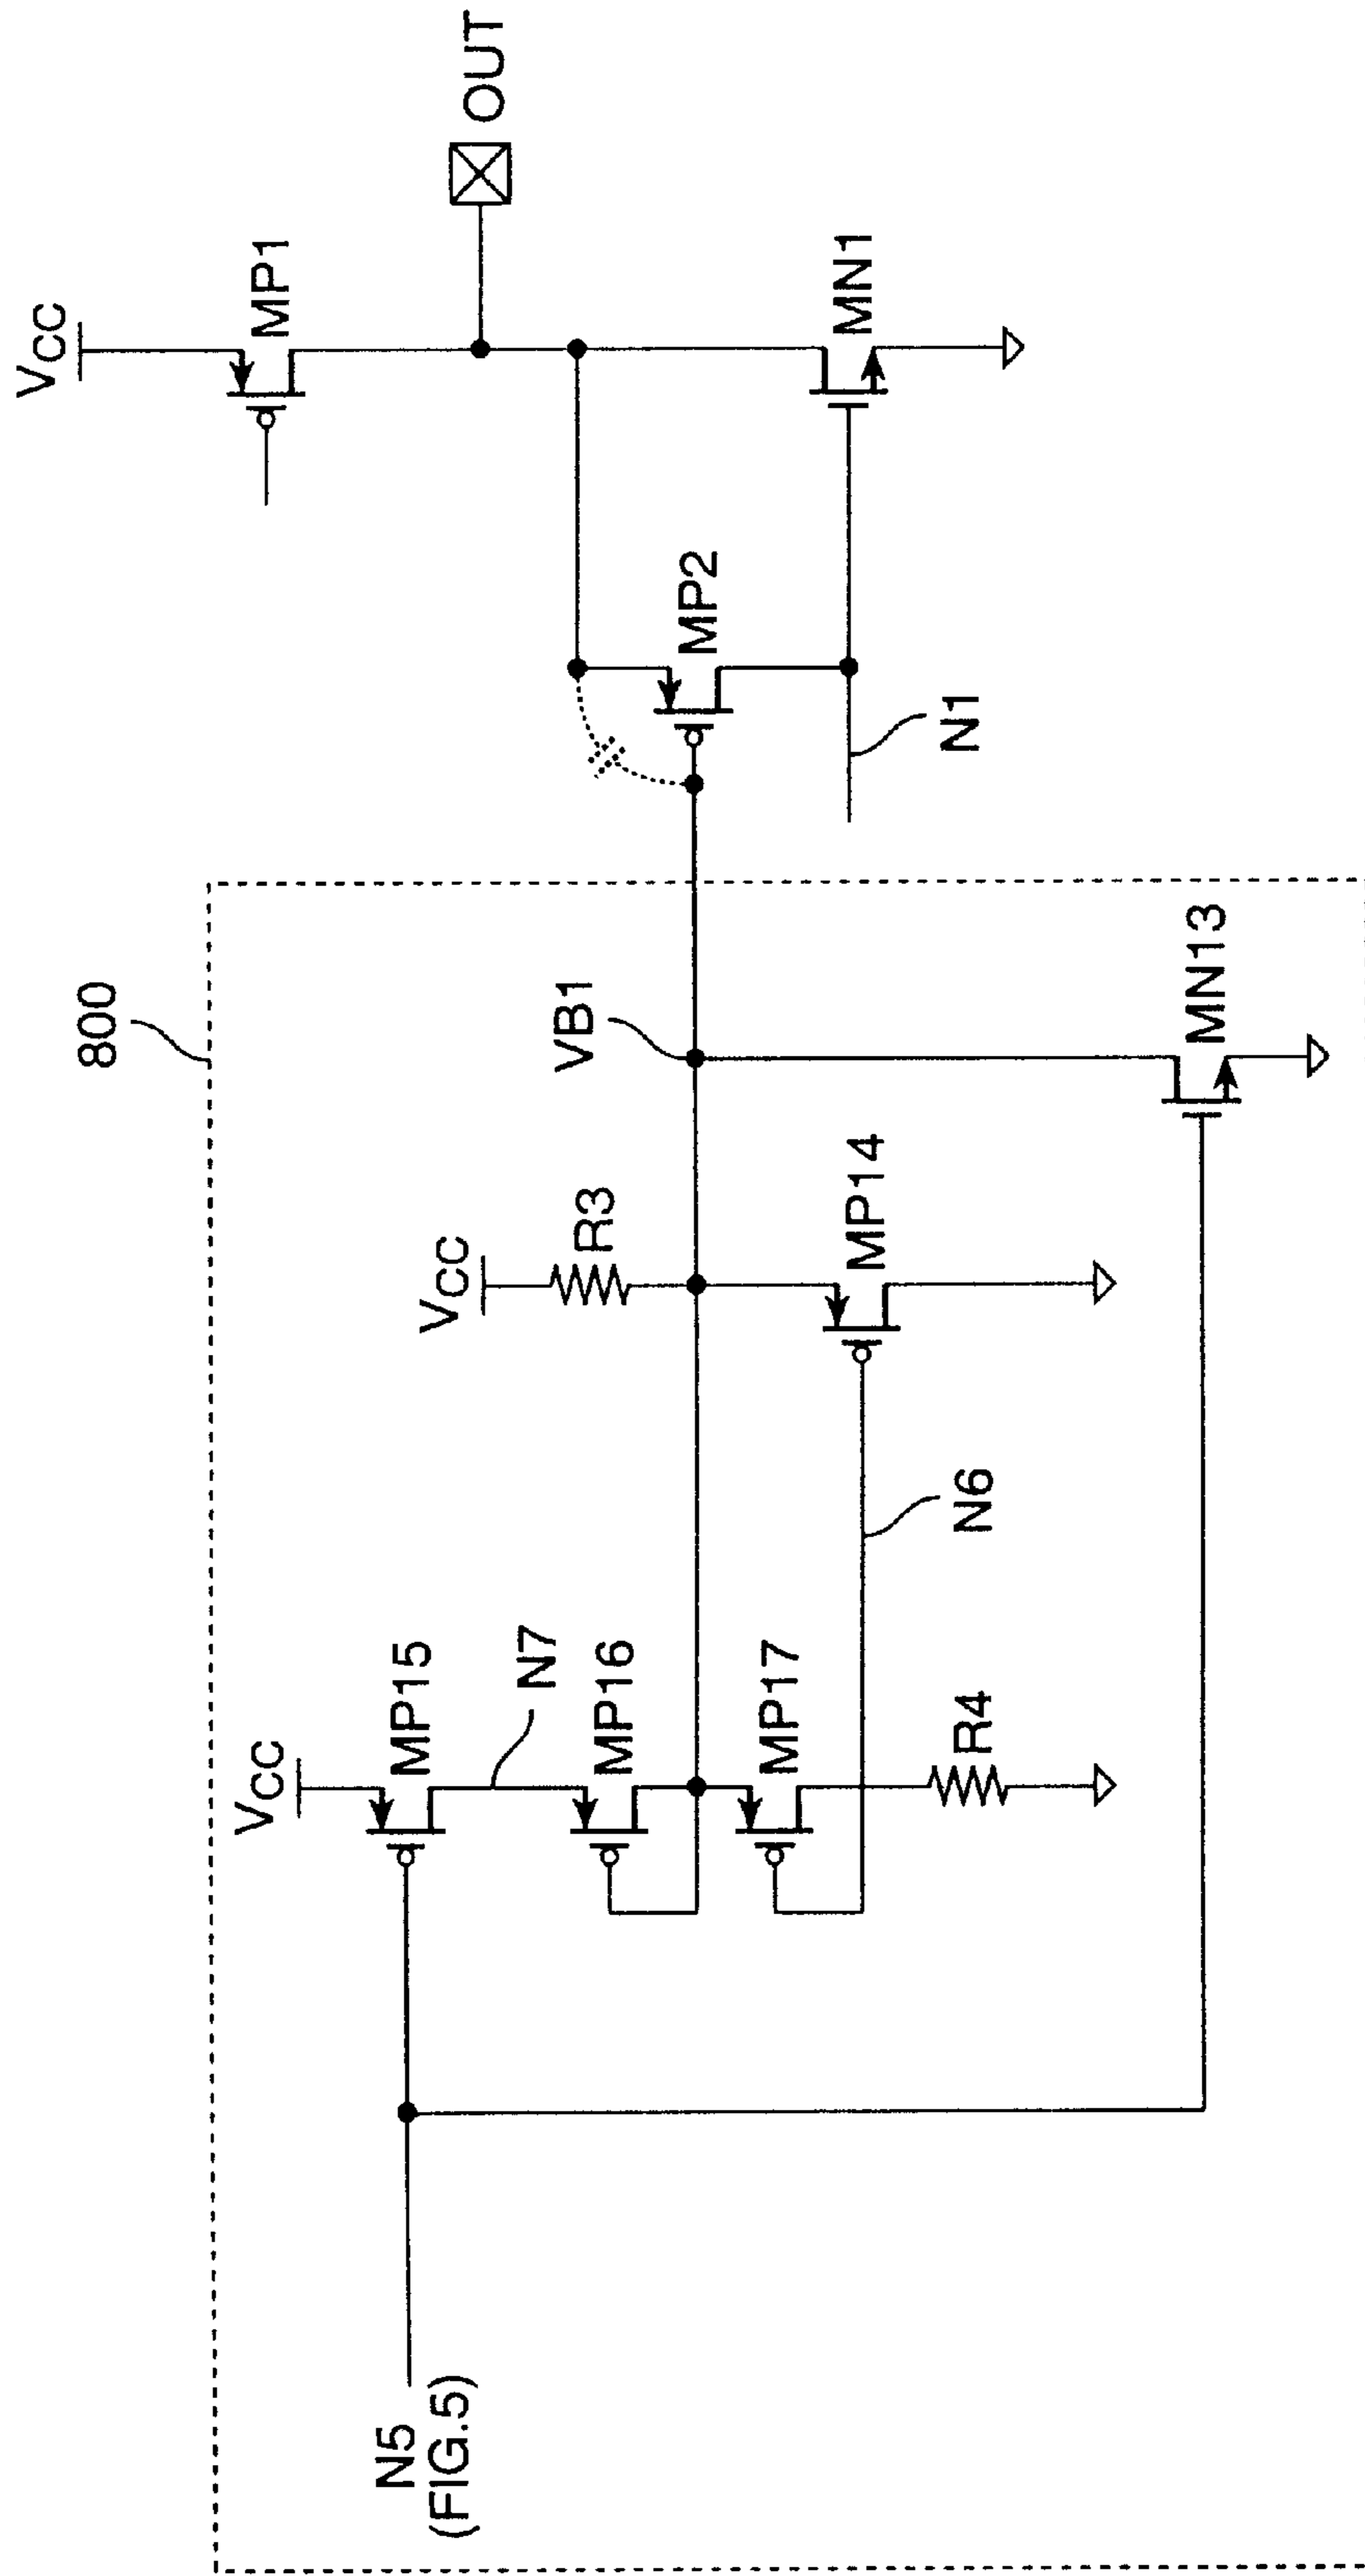 800
VCC
MP1
OUT
VCC
MP15
N7
MP16
MP17
R4
VCC
R3
MP14
N6
VB1
MN13
MP2
N1
MN1
N5
(FIG.5)